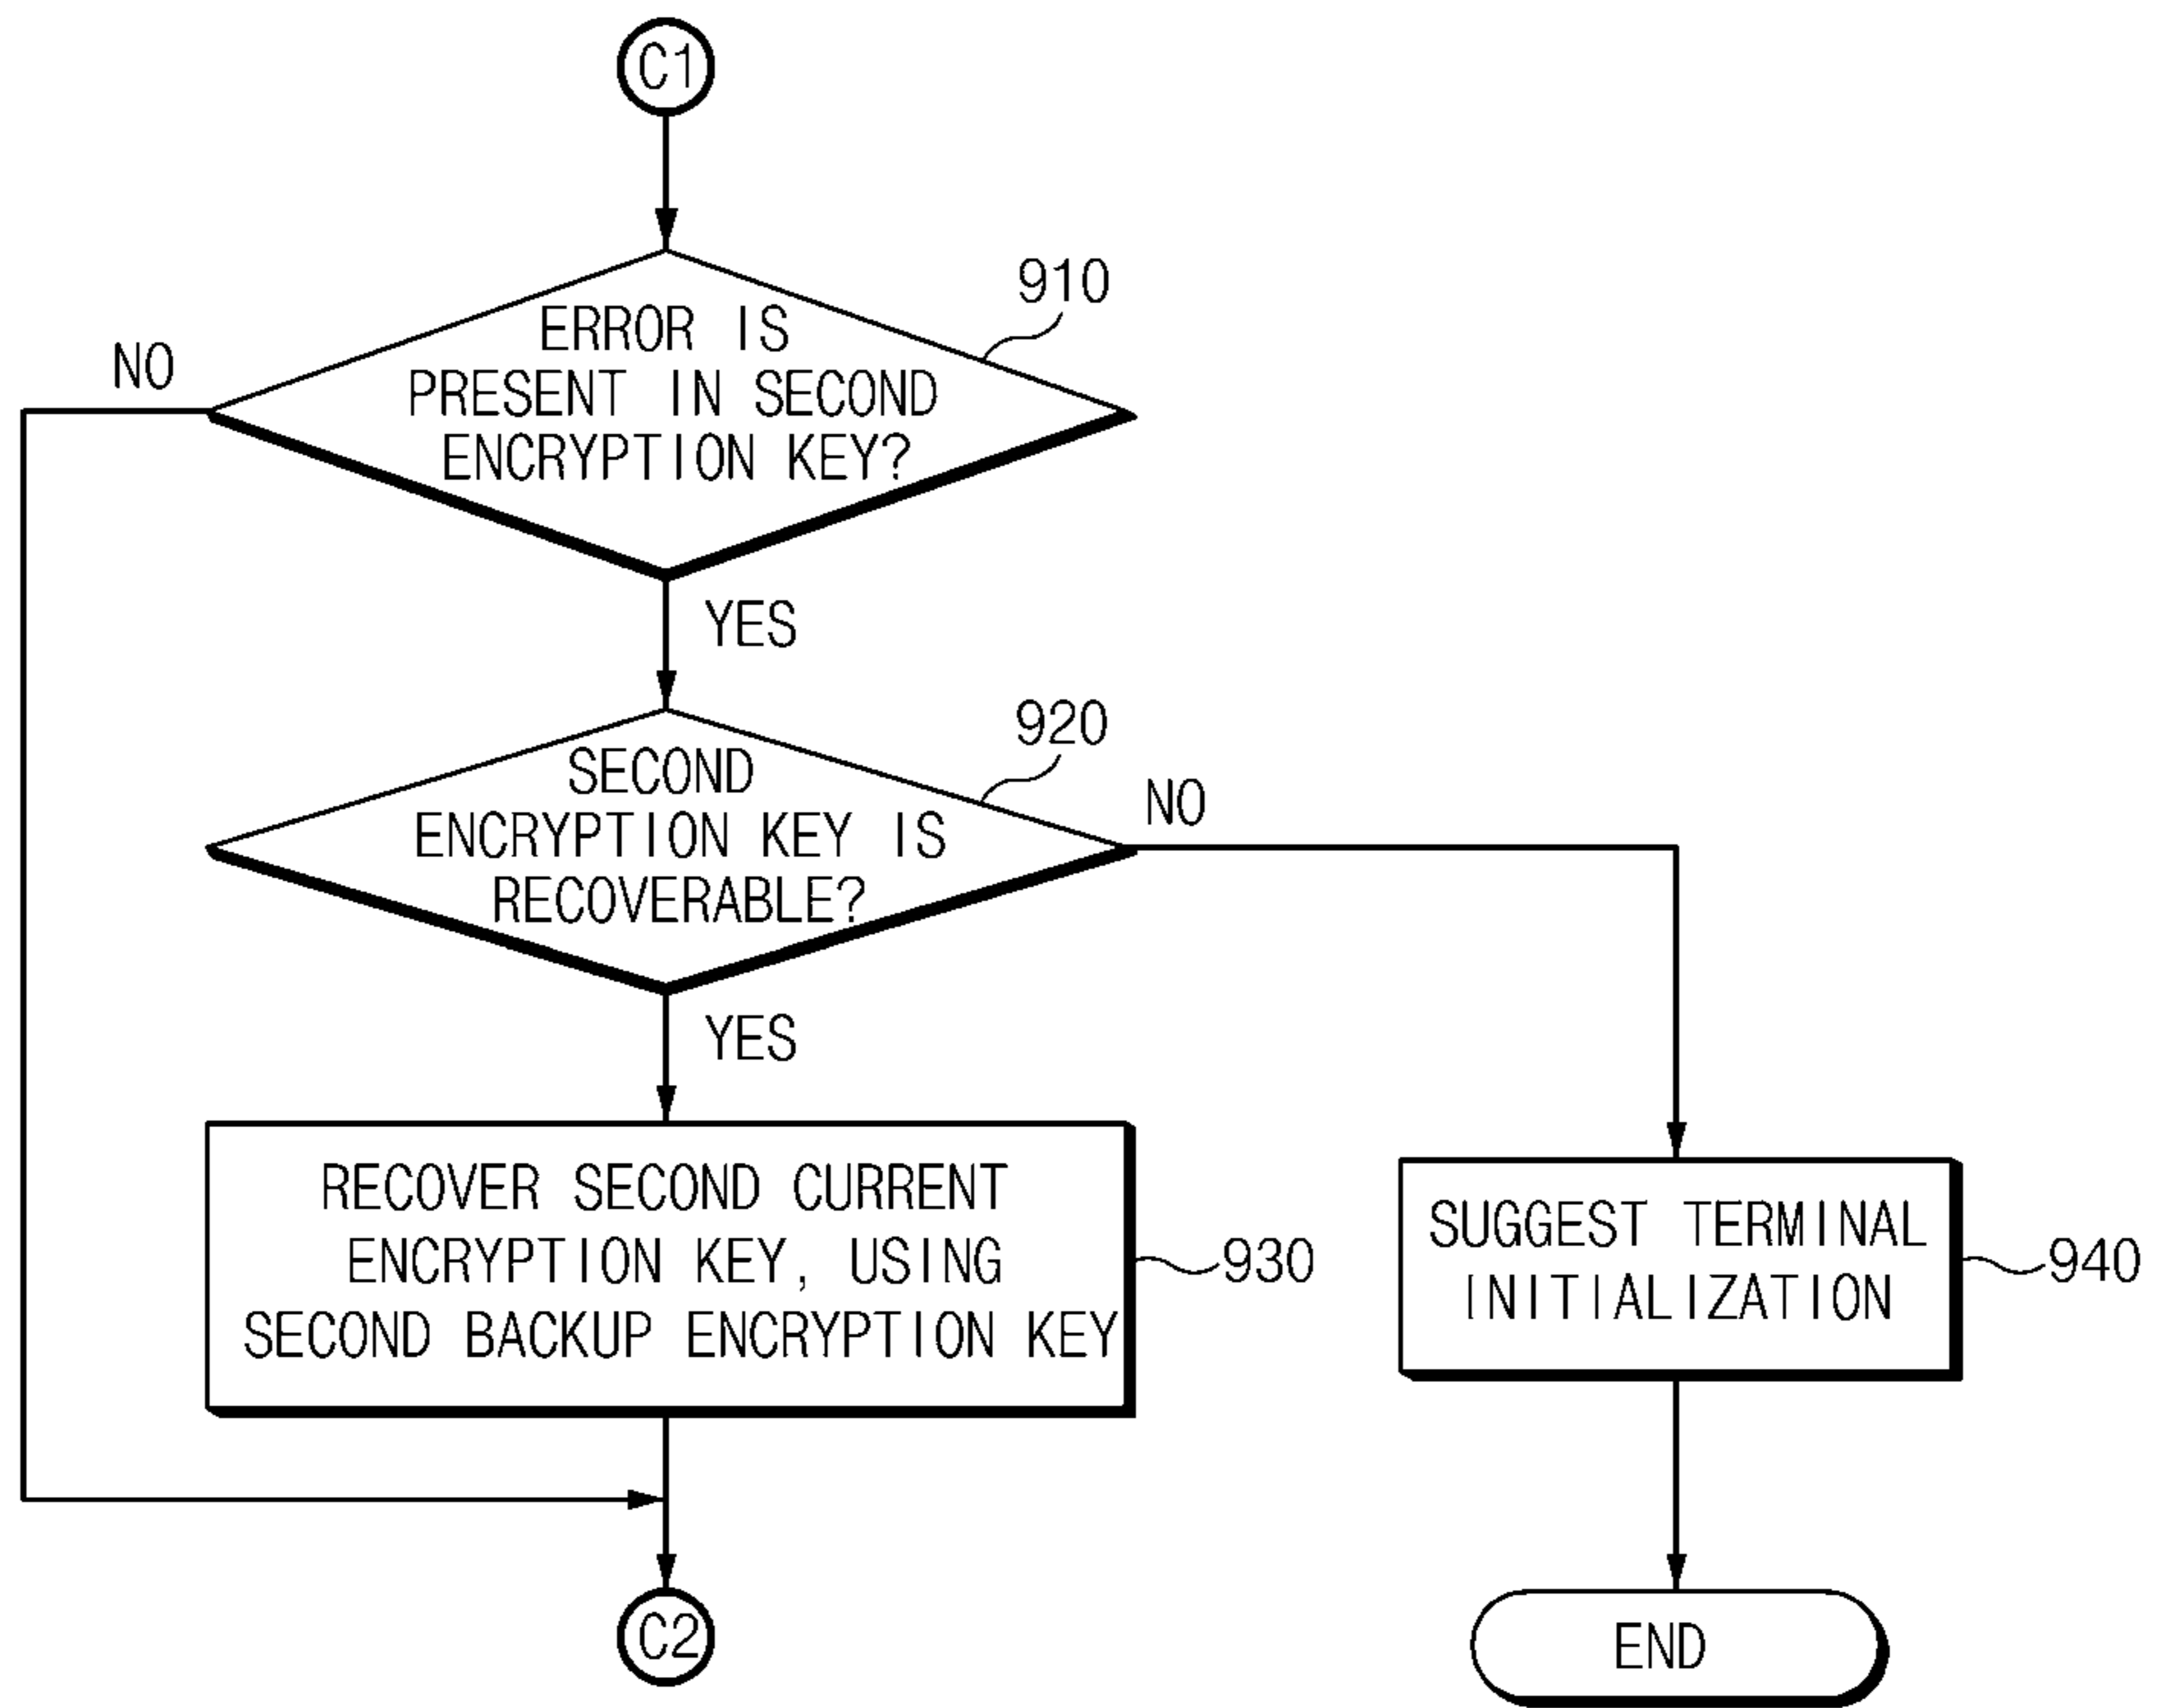 C1
910
ERROR IS
PRESENT IN SECOND
ENCRYPTION KEY?
NO
YES
920
SECOND
ENCRYPTION KEY IS
RECOVERABLE?
NO
YES
RECOVER SECOND CURRENT
ENCRYPTION KEY, USING
SECOND BACKUP ENCRYPTION KEY
930
SUGGEST TERMINAL
INITIALIZATION
940
C2
END